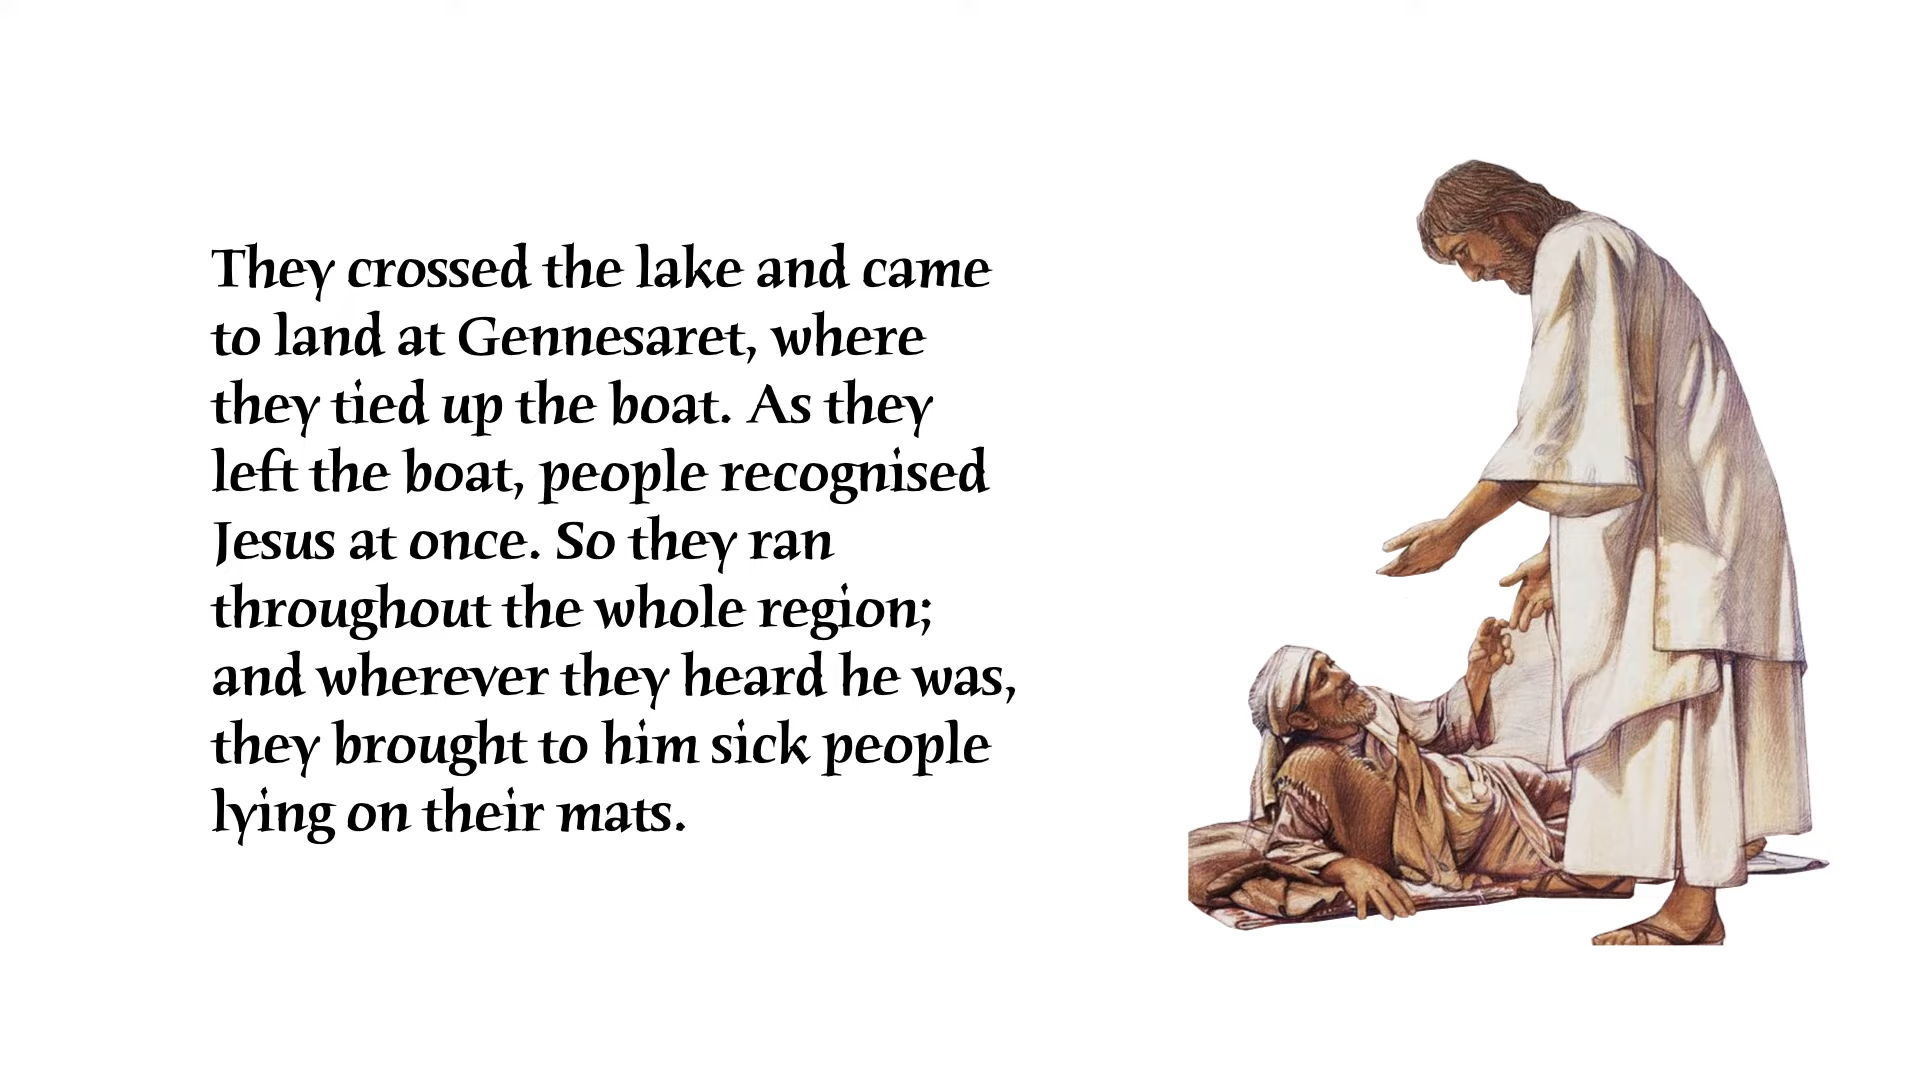 They crossed the lake and came
to land at Gennesaret, where
they tied up the boat. As they
left the boat, people recognised
Jesus at once. So they ran
throughout the whole region;
and wherever they heard he was,
they brought to him sick people
lying on their mats.